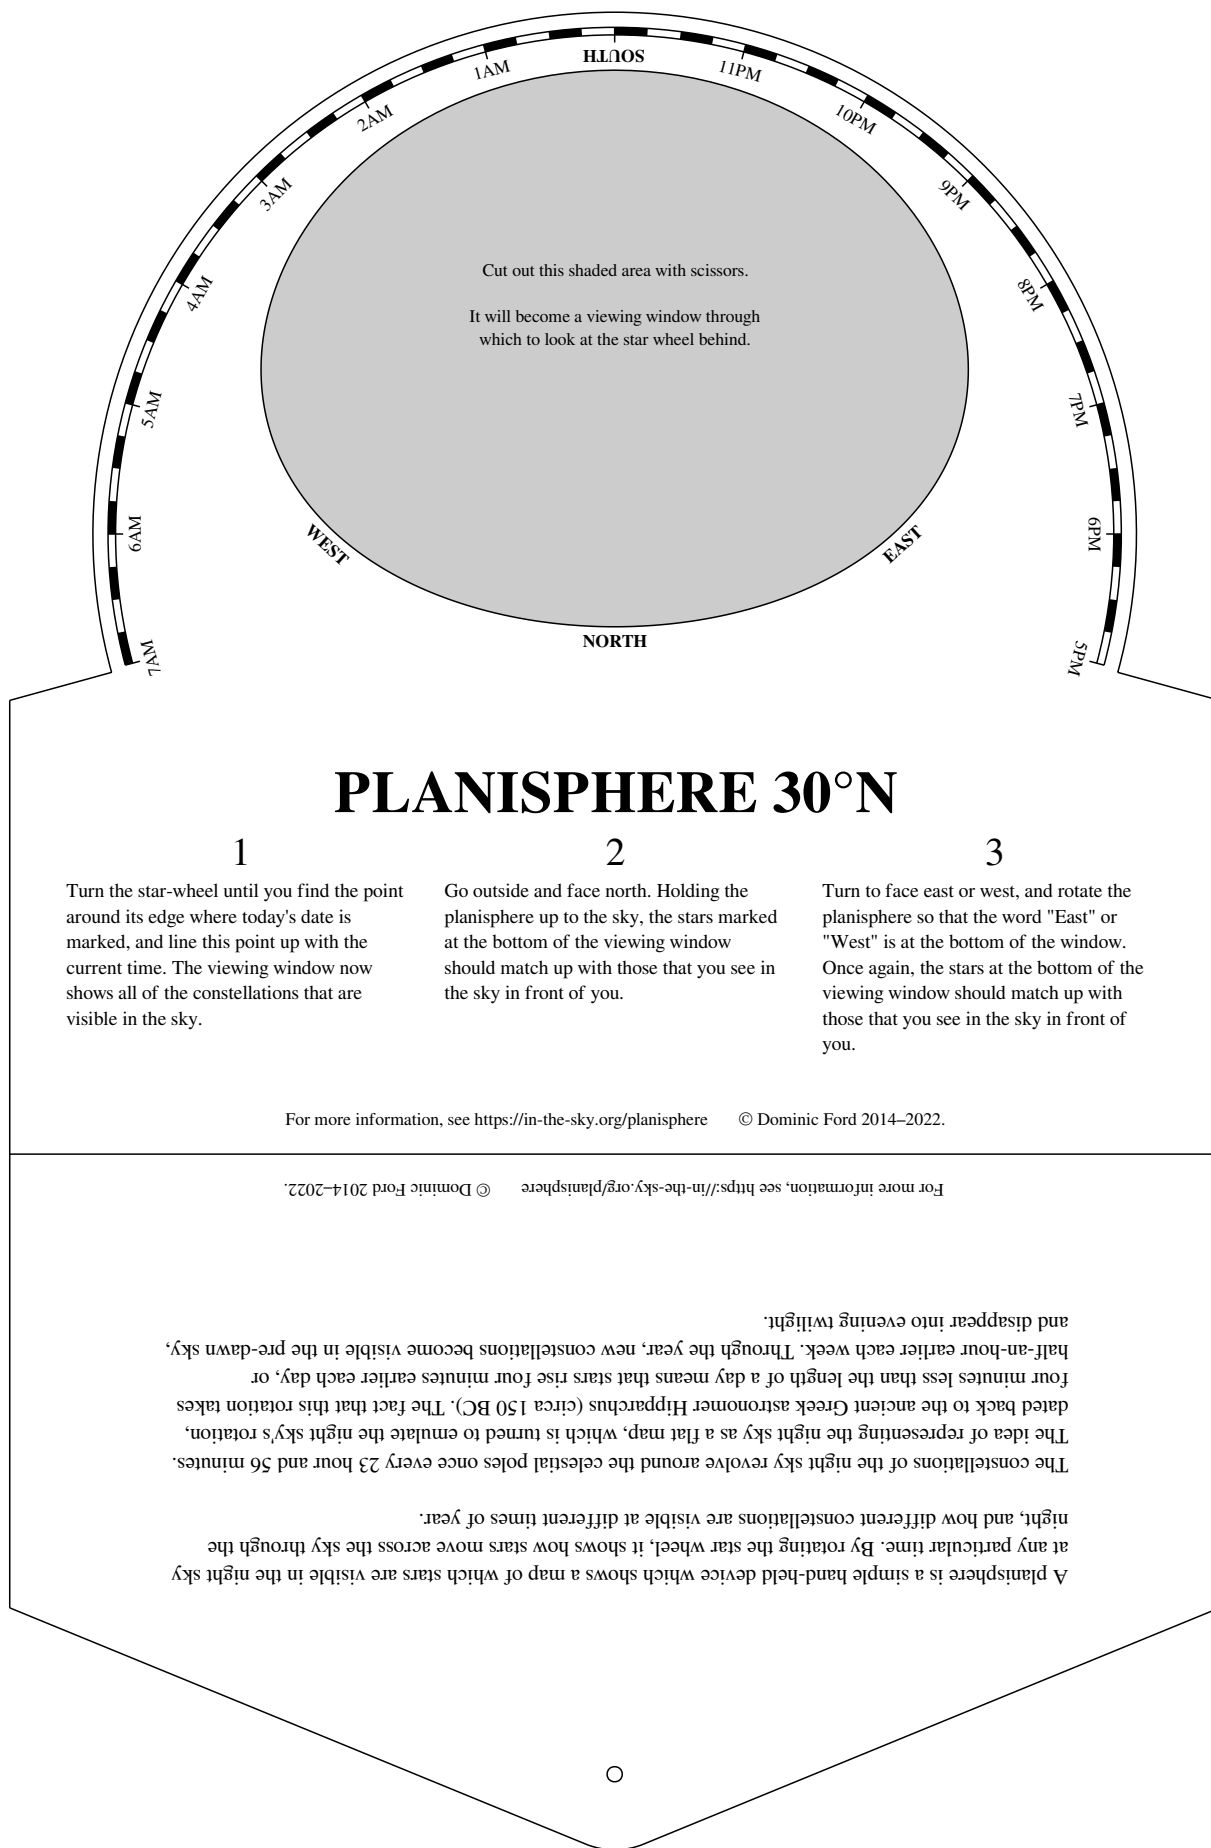 SOUTH
1AM
11PM
2AM
10PM
3AM
9PM
4AM
8PM
5AM
7PM
6AM
6PM
7AM
5PM
Cut out this shaded area with scissors.
It will become a viewing window through
which to look at the star wheel behind.
WEST
EAST
NORTH
PLANISPHERE 30°N
1
Turn the star-wheel until you find the point
around its edge where today's date is
marked, and line this point up with the
current time. The viewing window now
shows all of the constellations that are
visible in the sky.
2
Go outside and face north. Holding the
planisphere up to the sky, the stars marked
at the bottom of the viewing window
should match up with those that you see in
the sky in front of you.
3
Turn to face east or west, and rotate the
planisphere so that the word "East" or
"West" is at the bottom of the window.
Once again, the stars at the bottom of the
viewing window should match up with
those that you see in the sky in front of
you.
For more information, see https://in-the-sky.org/planisphere © Dominic Ford 2014–2022.
A planisphere is a simple hand-held device which shows a map of which stars are visible in the night sky
at any particular time. By rotating the star wheel, it shows how stars move across the sky through the
night, and how different constellations are visible at different times of year.
The constellations of the night sky revolve around the celestial poles once every 23 hour and 56 minutes.
The idea of representing the night sky as a flat map, which is turned to emulate the night sky's rotation,
dated back to the ancient Greek astronomer Hipparchus (circa 150 BC). The fact that this rotation takes
four minutes less than the length of a day means that stars rise four minutes earlier each day, or
half-an-hour earlier each week. Through the year, new constellations become visible in the pre-dawn sky,
and disappear into evening twilight.
For more information, see https://in-the-sky.org/planisphere © Dominic Ford 2014–2022.